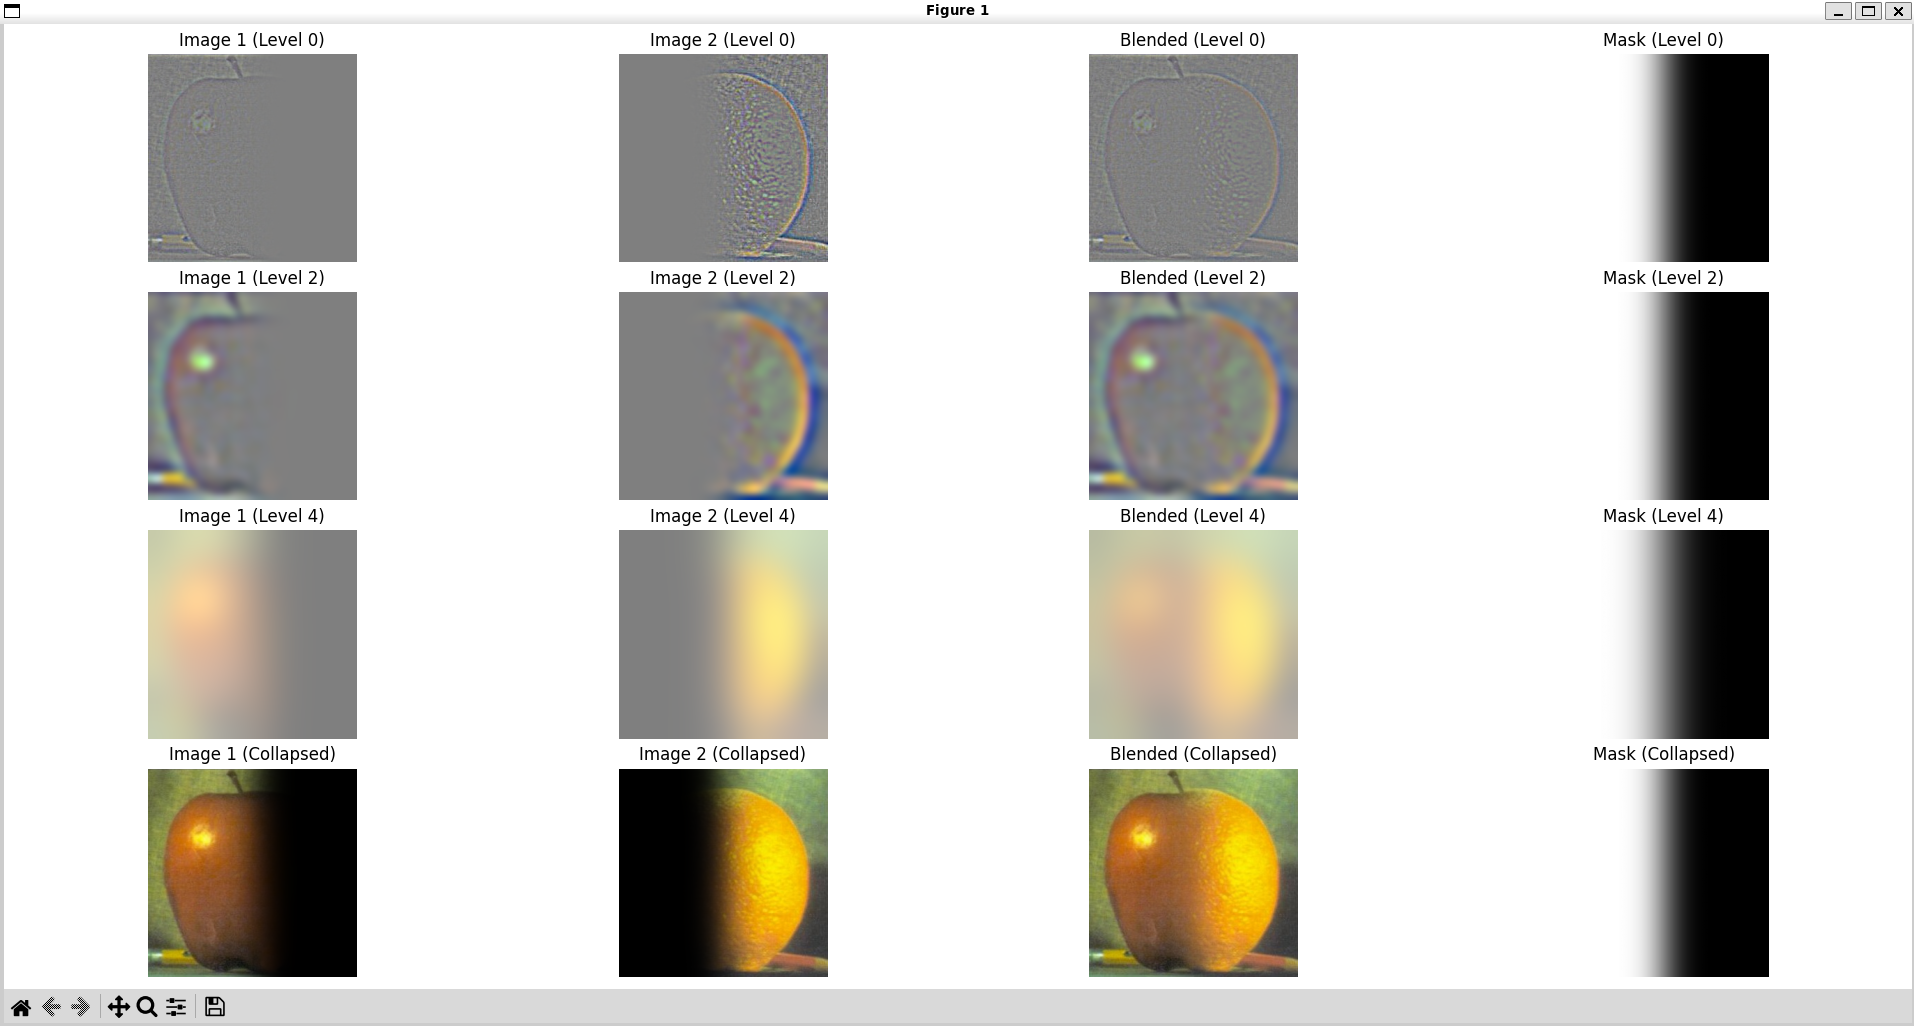 Figure 1
Image 1 (Level 0)
Image 2 (Level 0)
Blended (Level 0)
Mask (Level 0)
Image 1 (Level 2)
Image 2 (Level 2)
Blended (Level 2)
Mask (Level 2)
Image 1 (Level 4)
Image 2 (Level 4)
Blended (Level 4)
Mask (Level 4)
Image 1 (Collapsed)
Image 2 (Collapsed)
Blended (Collapsed)
Mask (Collapsed)